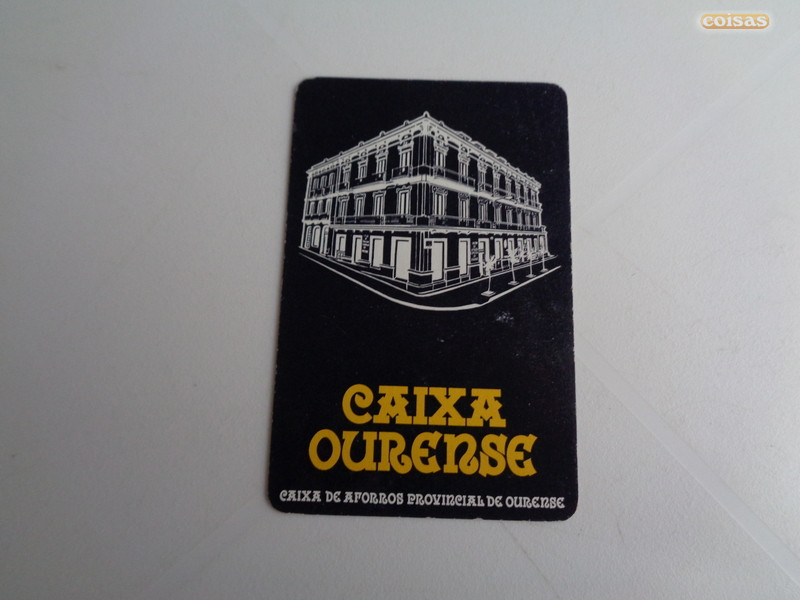 coisas
CAIXA
OURENSE
CAIXA DE AFORROS PROVINCIAL DE OURENSE